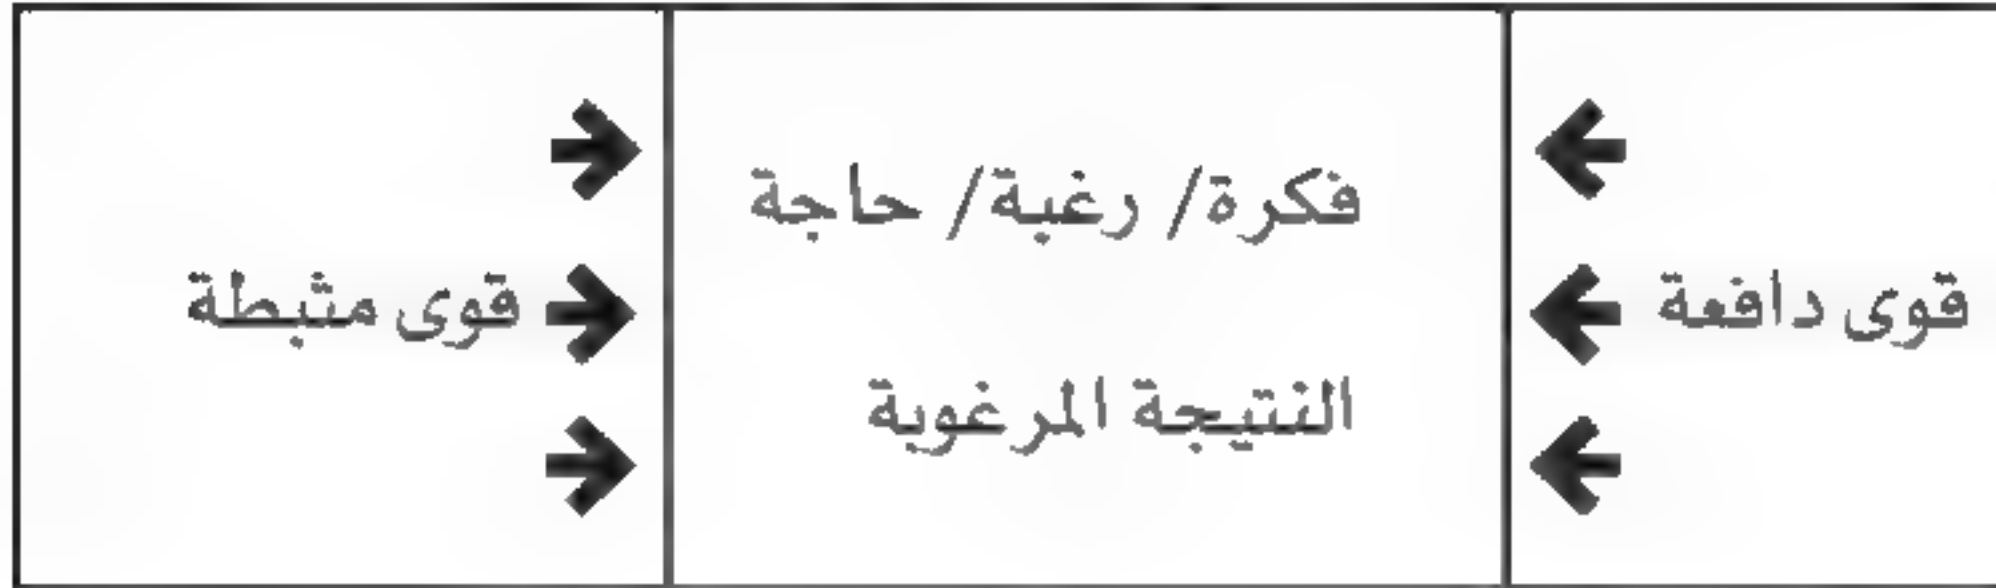 فكرة/ رغبة/ حاجة
قوى دافعة
قوى مثبطة
النتيجة المرغوبة